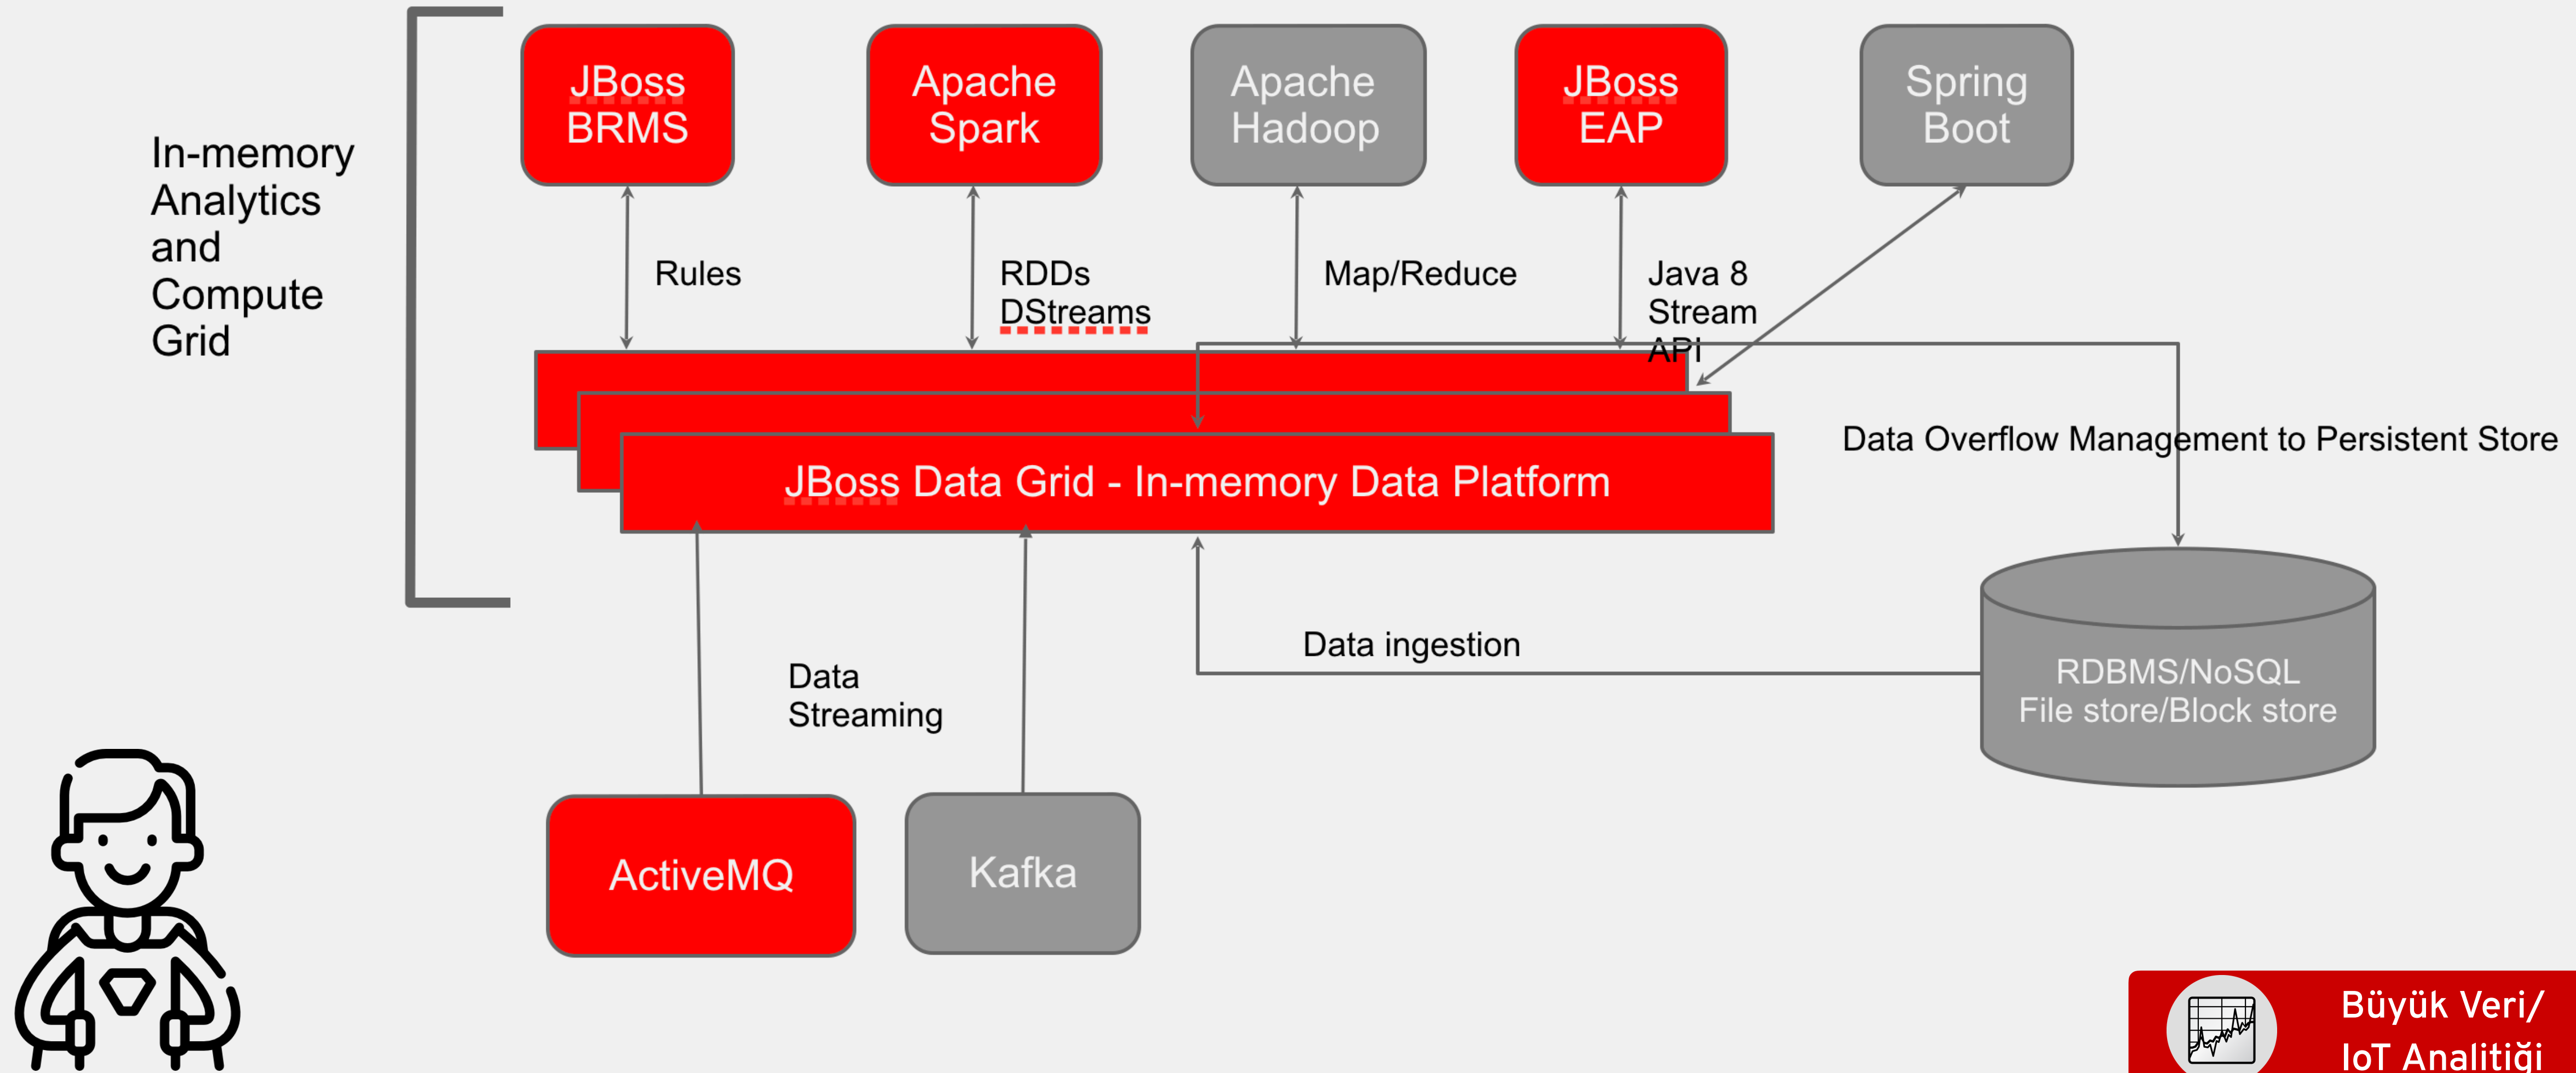 JBoss
BRMS
Apache
Spark
Apache
Hadoop
JBoss
EAP
Spring
Boot
In-memory
Analytics
and
Compute
Grid
Rules
RDDs
DStreams
Map/Reduce
Java 8
Stream
API
Data Overflow Management to Persistent Store
JBoss Data Grid - In-memory Data Platform
Data ingestion
Data
Streaming
RDBMS/NoSQL
File store/Block store
ActiveMQ
Kafka
Büyük Veri/
IoT Analitiği